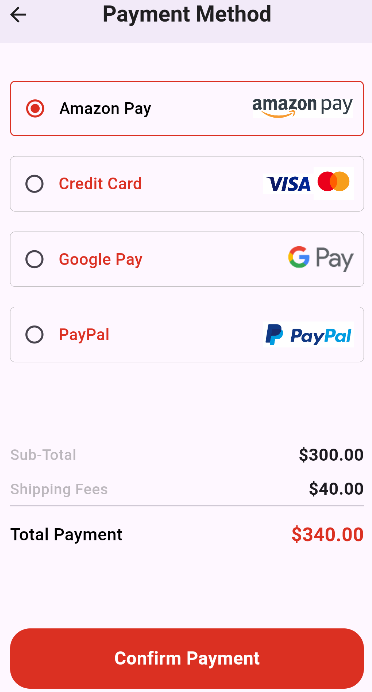 Payment Method
Amazon Pay amazon pay
Credit Card VISA
Google Pay G Pay
PayPal PayPal
Sub-Total $300.00
Shipping Fees $40.00
Total Payment $340.00
Confirm Payment